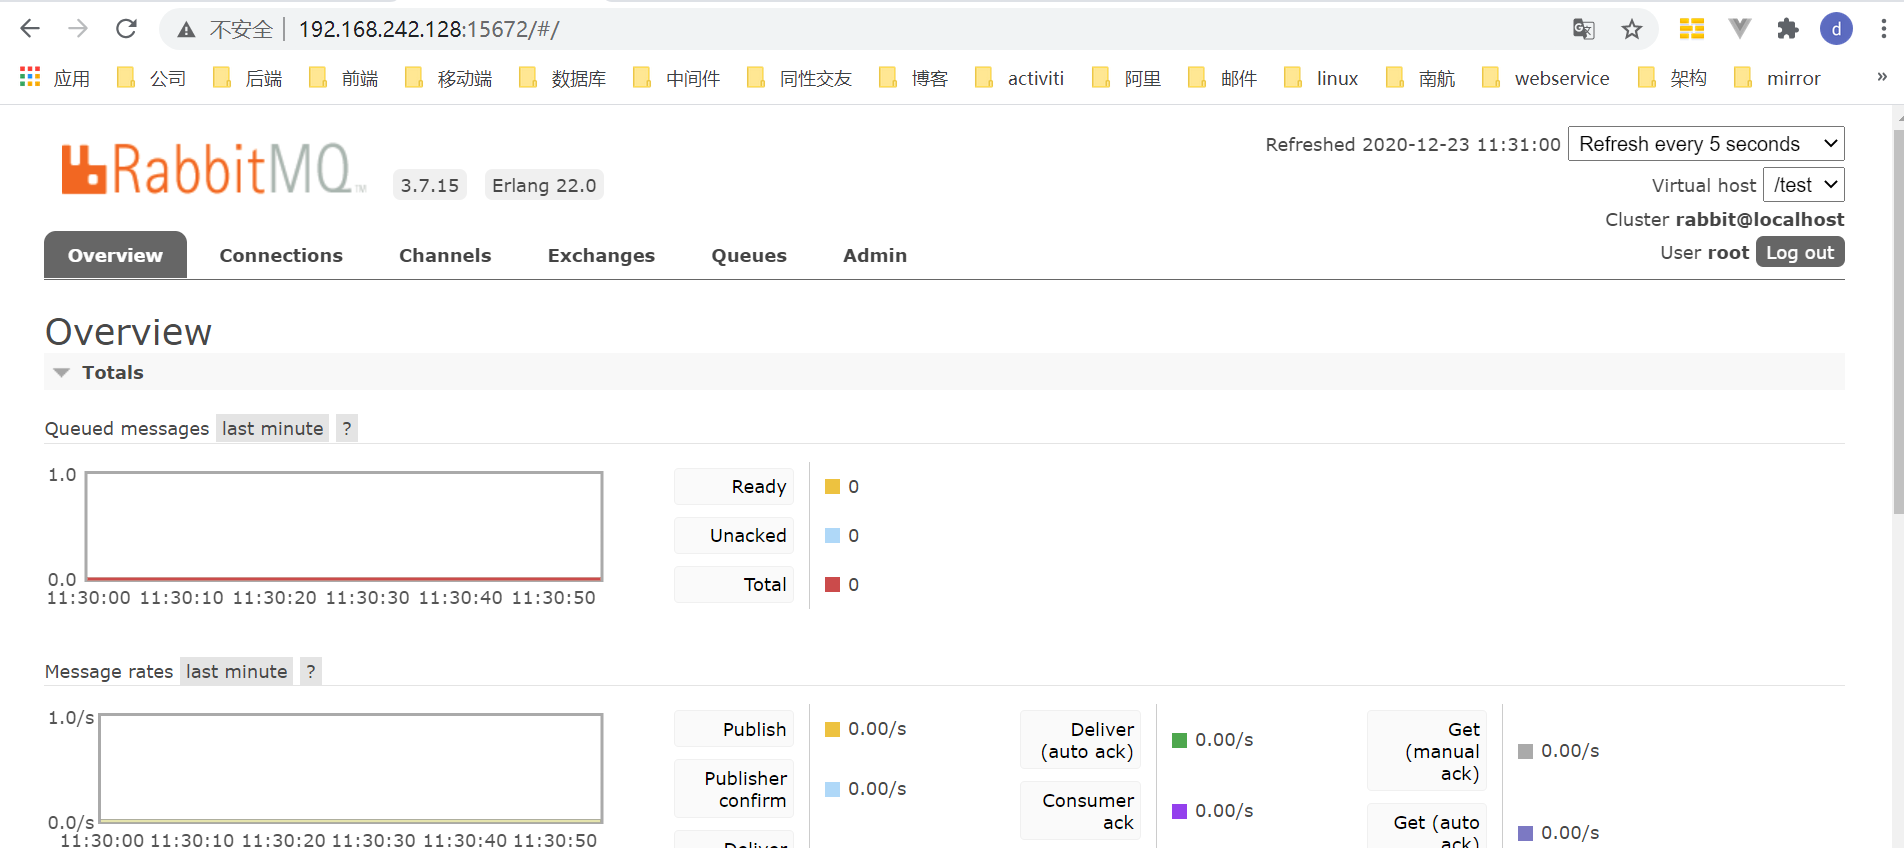 不安全 192.168.242.128:15672/#/
d
应用 公司 后端 前端 移动端 数据库 中间件 同性交友 博客 activiti 阿里 邮件 linux 南航 webservice 架构 mirror »
RabbitMQ TM 3.7.15 Erlang 22.0
Refreshed 2020-12-23 11:31:00 Refresh every 5 seconds
Virtual host /test
Cluster rabbit@localhost
User root Log out
Overview Connections Channels Exchanges Queues Admin
Overview
Totals
Queued messages last minute ?
1.0
0.0
11:30:00 11:30:10 11:30:20 11:30:30 11:30:40 11:30:50
Ready 0
Unacked 0
Total 0
Message rates last minute ?
1.0/s
0.0/s
11:30:00 11:30:10 11:30:20 11:30:30 11:30:40 11:30:50
Publish 0.00/s
Publisher
confirm 0.00/s
Deliver
Deliver
(auto ack) 0.00/s
Consumer
ack 0.00/s
Get
(manual
ack) 0.00/s
Get (auto
ack) 0.00/s